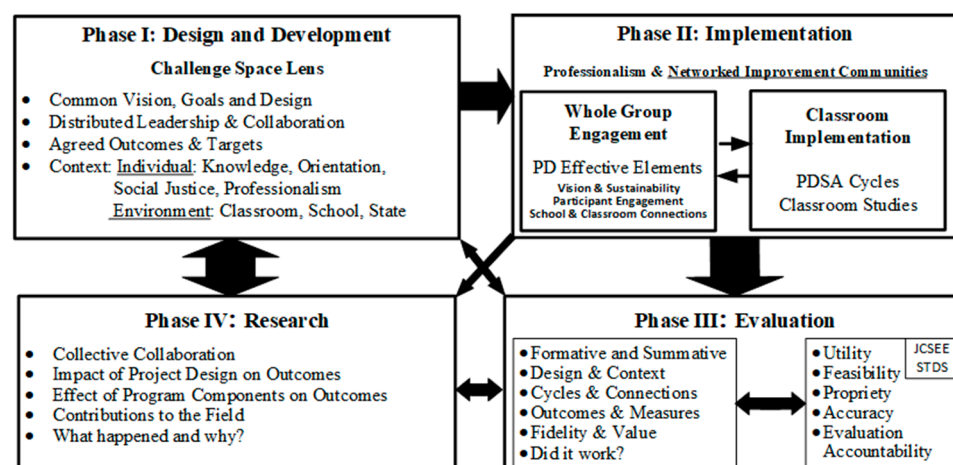 Phase I: Design and Development
Challenge Space Lens
• Common Vision, Goals and Design
• Distributed Leadership & Collaboration
• Agreed Outcomes & Targets
• Context: Individual: Knowledge, Orientation,
Social Justice, Professionalism
Environment: Classroom, School, State
Phase II: Implementation
Professionalism & Networked Improvement Communities
Whole Group
Engagement
PD Effective Elements
Vision & Sustainability
Participant Engagement
School & Classroom Connections
Classroom
Implementation
PDSA Cycles
Classroom Studies
Phase IV: Research
• Collective Collaboration
• Impact of Project Design on Outcomes
• Effect of Program Components on Outcomes
• Contributions to the Field
• What happened and why?
Phase III: Evaluation
• Formative and Summative
• Design & Context
• Cycles & Connections
• Outcomes & Measures
• Fidelity & Value
• Did it work?
• Utility
• Feasibility
• Propriety
• Accuracy
• Evaluation
Accountability
JCSEE
STDS